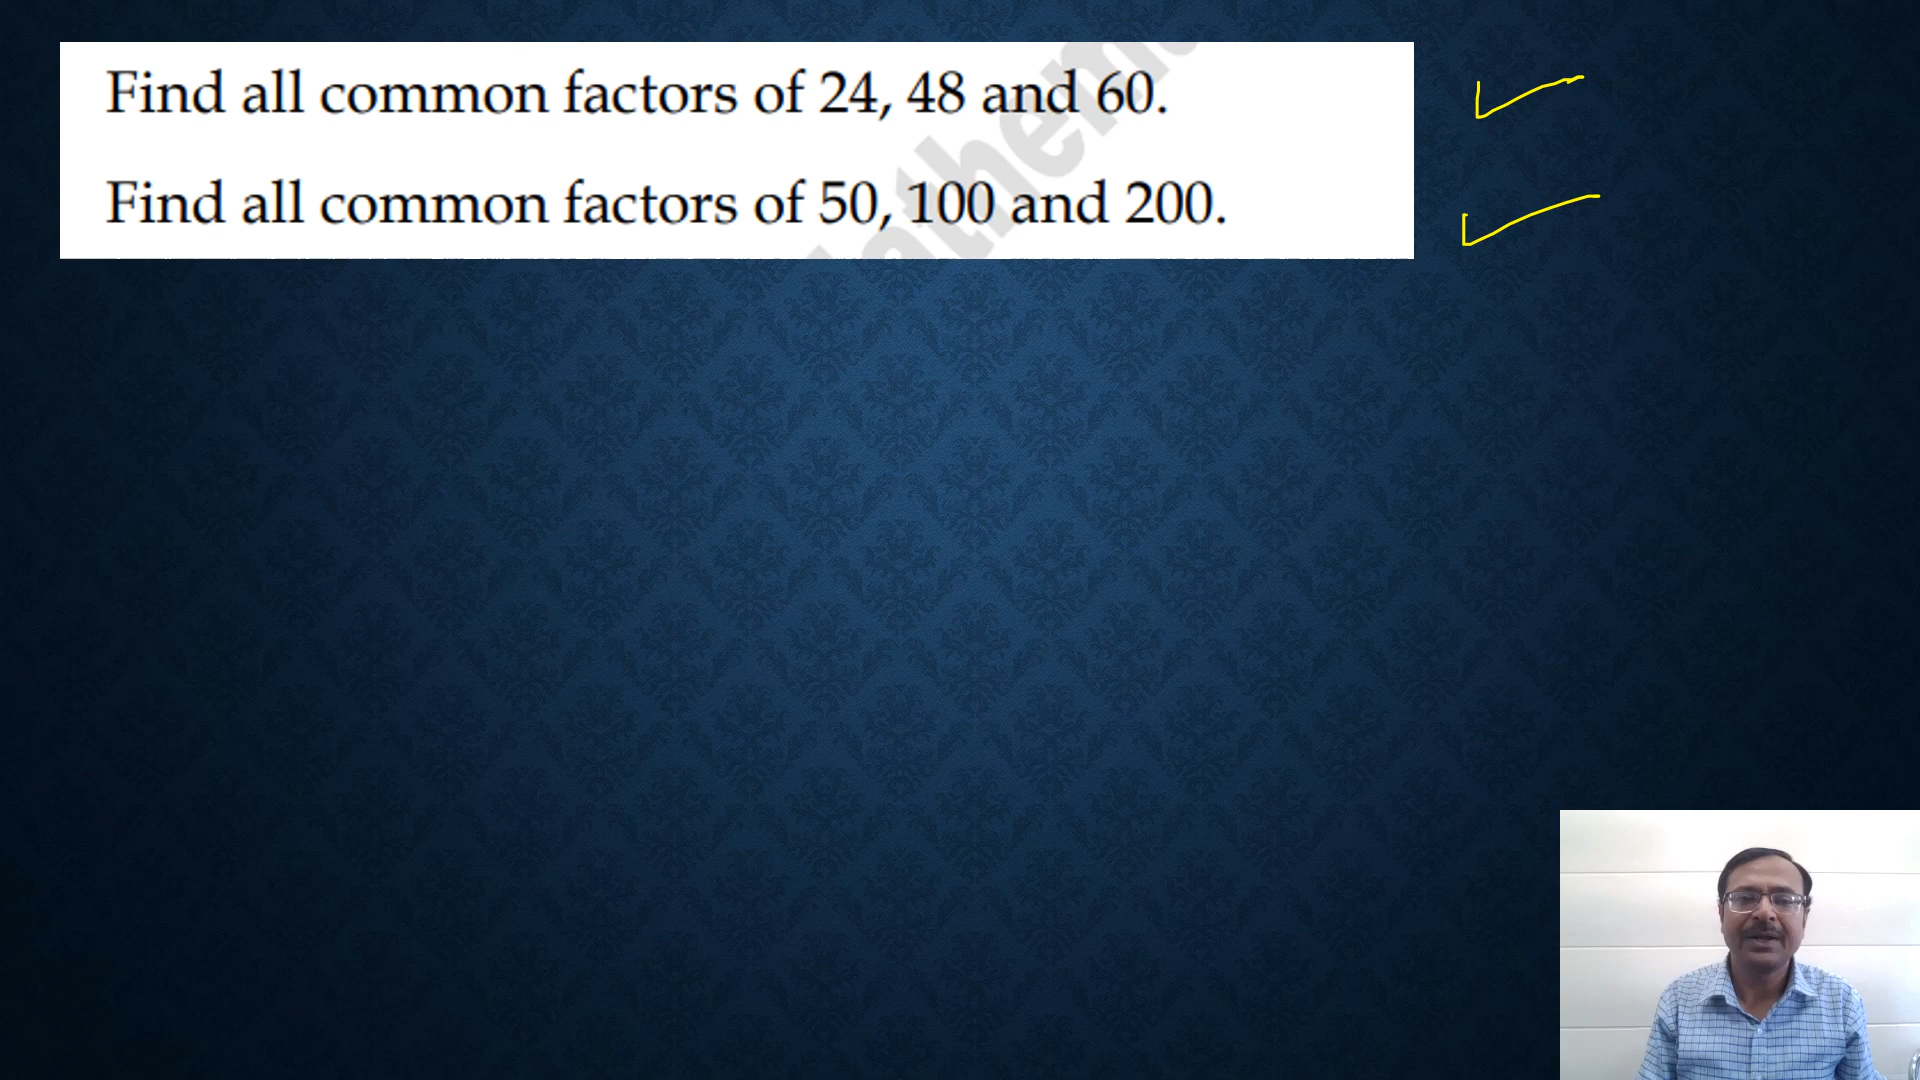 Find all common factors of 24, 48 and 60.
Find all common factors of 50, 100 and 200.